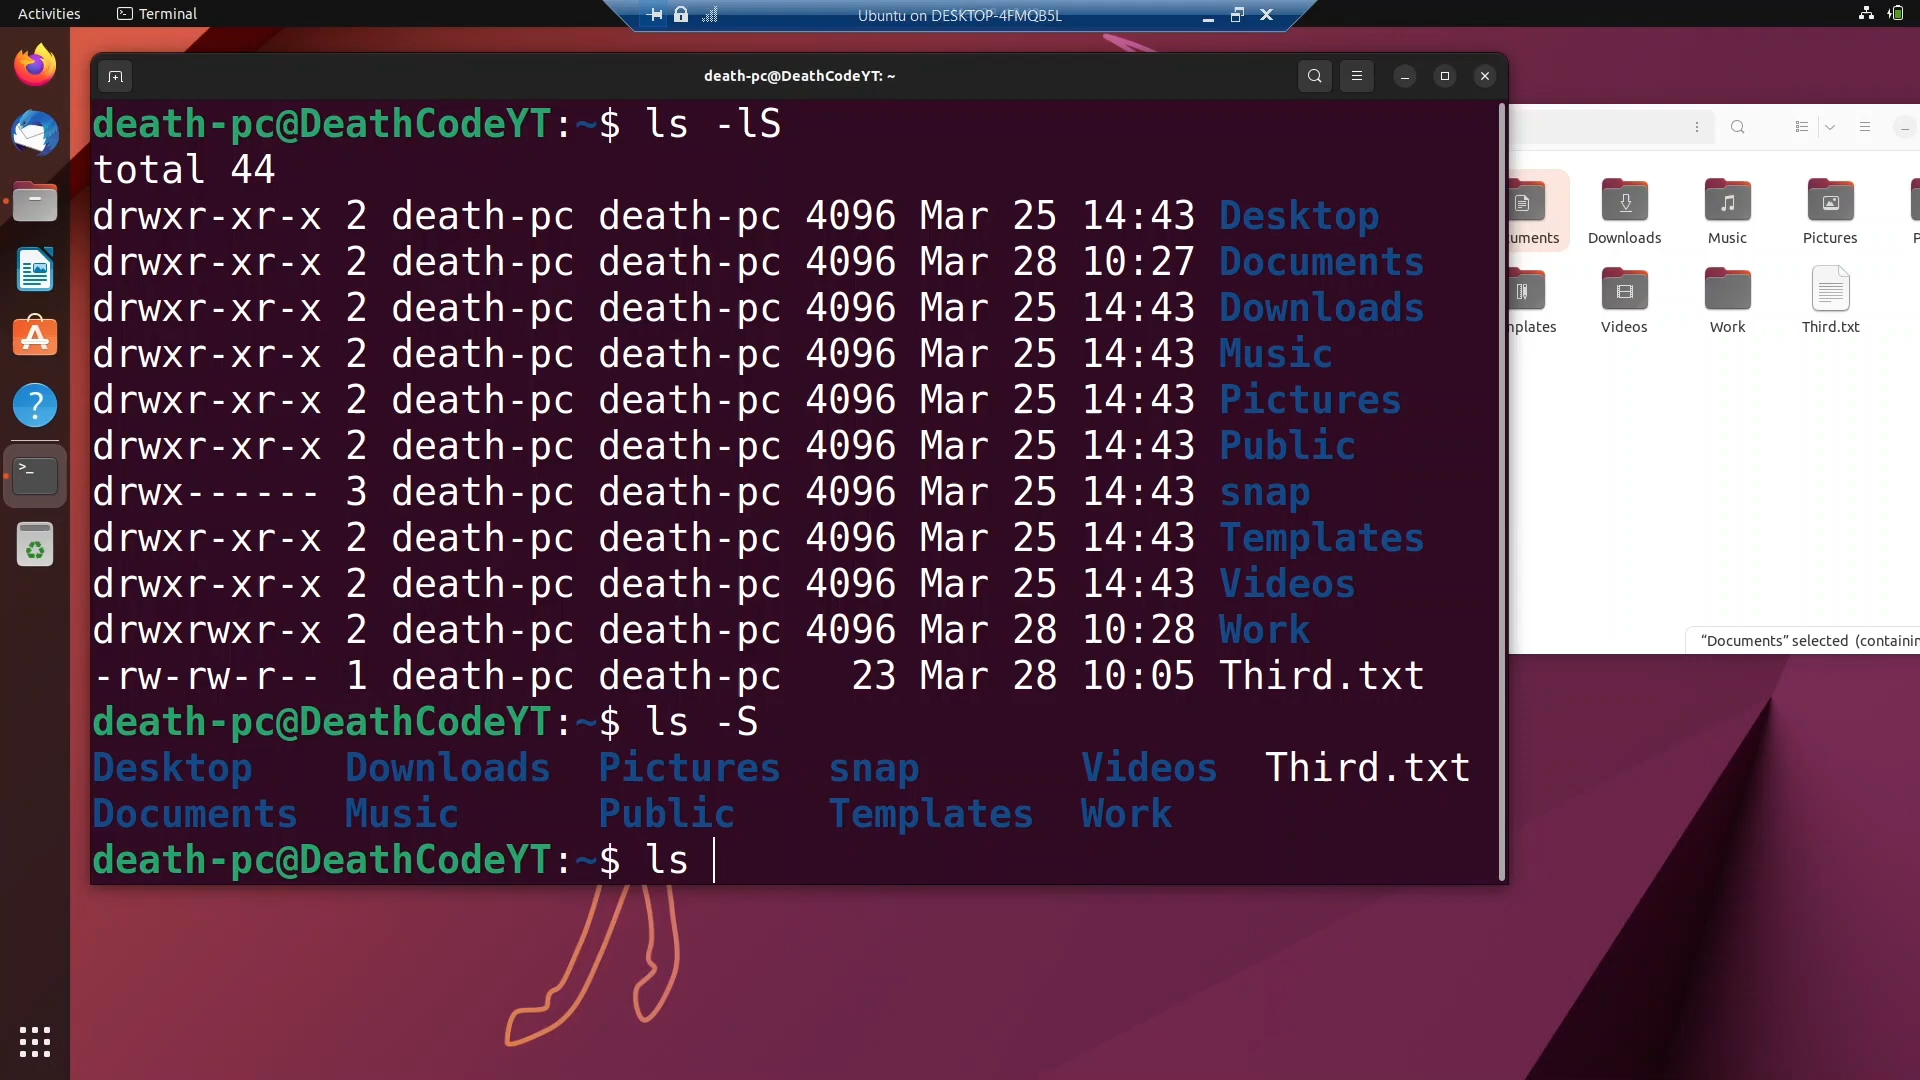 Activities
Terminal
Ubuntu on DESKTOP-4FMQB5L
death-pc@DeathCodeYT: ~
death-pc@DeathCodeYT:~$ ls -lS
total 44
drwxr-xr-x 2 death-pc death-pc 4096 Mar 25 14:43 Desktop
drwxr-xr-x 2 death-pc death-pc 4096 Mar 28 10:27 Documents
drwxr-xr-x 2 death-pc death-pc 4096 Mar 25 14:43 Downloads
drwxr-xr-x 2 death-pc death-pc 4096 Mar 25 14:43 Music
drwxr-xr-x 2 death-pc death-pc 4096 Mar 25 14:43 Pictures
drwxr-xr-x 2 death-pc death-pc 4096 Mar 25 14:43 Public
drwx------ 3 death-pc death-pc 4096 Mar 25 14:43 snap
drwxr-xr-x 2 death-pc death-pc 4096 Mar 25 14:43 Templates
drwxr-xr-x 2 death-pc death-pc 4096 Mar 25 14:43 Videos
drwxrwxr-x 2 death-pc death-pc 4096 Mar 28 10:28 Work
-rw-rw-r-- 1 death-pc death-pc   23 Mar 28 10:05 Third.txt
death-pc@DeathCodeYT:~$ ls -S
Desktop    Downloads  Pictures  snap       Videos  Third.txt
Documents  Music      Public    Templates  Work
death-pc@DeathCodeYT:~$ ls
uments Downloads Music Pictures P
nplates Videos Work Third.txt
“Documents” selected (containin